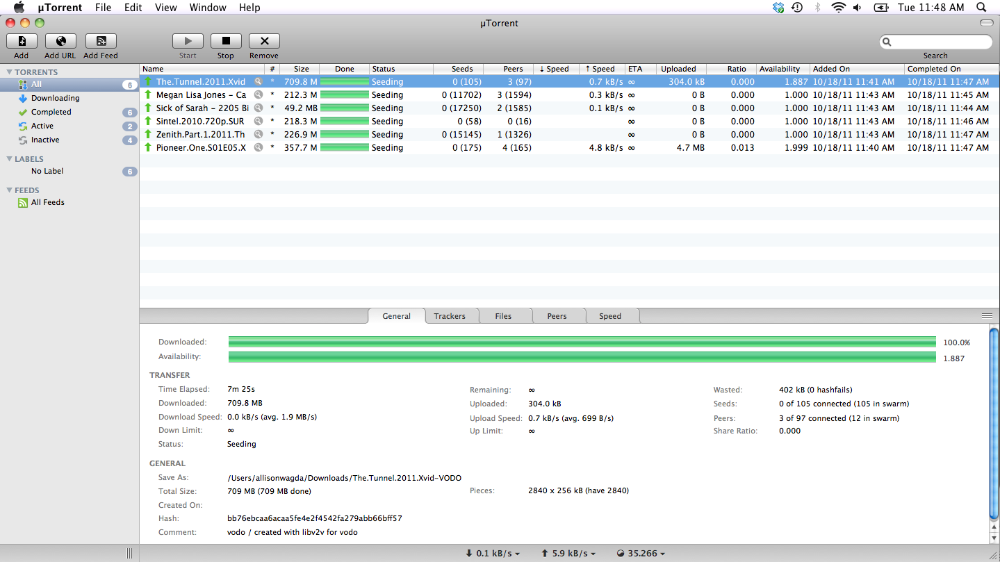 µTorrent File Edit View Window Help Tue 11:48 AM
µTorrent
Add Add URL Add Feed Start Stop Remove Search
TORRENTS
All 6
Downloading
Completed 6
Active 2
Inactive 4
LABELS
No Label 6
FEEDS
All Feeds
Name # Size Done Status Seeds Peers ↓ Speed ↑ Speed ETA Uploaded Ratio Availability Added On Completed On
The.Tunnel.2011.Xvid * 709.8 M Seeding 0 (105) 3 (97) 0.7 kB/s ∞ 304.0 kB 0.000 1.887 10/18/11 11:41 AM 10/18/11 11:47 AM
Megan Lisa Jones - Ca * 212.3 M Seeding 0 (11702) 3 (1594) 0.3 kB/s ∞ 0 B 0.000 1.000 10/18/11 11:43 AM 10/18/11 11:45 AM
Sick of Sarah - 2205 Bi * 49.2 MB Seeding 0 (17250) 2 (1585) 0.1 kB/s ∞ 0 B 0.000 1.000 10/18/11 11:43 AM 10/18/11 11:44 AM
Sintel.2010.720p.SUR * 218.3 M Seeding 0 (58) 0 (16) ∞ 0 B 0.000 1.000 10/18/11 11:43 AM 10/18/11 11:46 AM
Zenith.Part.1.2011.Th * 226.9 M Seeding 0 (15145) 1 (1326) ∞ 0 B 0.000 1.000 10/18/11 11:43 AM 10/18/11 11:47 AM
Pioneer.One.S01E05.X * 357.7 M Seeding 0 (175) 4 (165) 4.8 kB/s ∞ 4.7 MB 0.013 1.999 10/18/11 11:40 AM 10/18/11 11:47 AM
General Trackers Files Peers Speed
Downloaded: 100.0%
Availability: 1.887
TRANSFER
Time Elapsed: 7m 25s Remaining: ∞ Wasted: 402 kB (0 hashfails)
Downloaded: 709.8 MB Uploaded: 304.0 kB Seeds: 0 of 105 connected (105 in swarm)
Download Speed: 0.0 kB/s (avg. 1.9 MB/s) Upload Speed: 0.7 kB/s (avg. 699 B/s) Peers: 3 of 97 connected (12 in swarm)
Down Limit: ∞ Up Limit: ∞ Share Ratio: 0.000
Status: Seeding
GENERAL
Save As: /Users/allisonwagda/Downloads/The.Tunnel.2011.Xvid-VODO
Total Size: 709 MB (709 MB done) Pieces: 2840 x 256 kB (have 2840)
Created On:
Hash: bb76ebcaa6acaa5fe4e2f4542fa279abb66bff57
Comment: vodo / created with libv2v for vodo
0.1 kB/s 5.9 kB/s 35.266